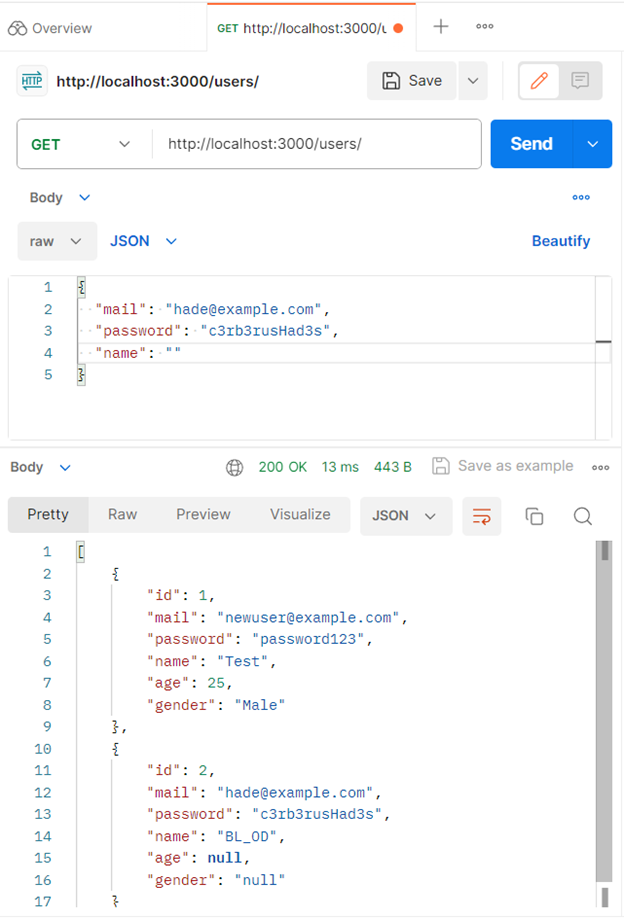 Overview
GET http://localhost:3000/u
HTTP http://localhost:3000/users/
Save
GET
http://localhost:3000/users/
Send
Body
raw
JSON
Beautify
1 {
2 "mail": "hade@example.com",
3 "password": "c3rb3rusHad3s",
4 "name": ""
5 }
Body
200 OK 13 ms 443 B Save as example
Pretty Raw Preview Visualize JSON
1 [
2 {
3 "id": 1,
4 "mail": "newuser@example.com",
5 "password": "password123",
6 "name": "Test",
7 "age": 25,
8 "gender": "Male"
9 },
10 {
11 "id": 2,
12 "mail": "hade@example.com",
13 "password": "c3rb3rusHad3s",
14 "name": "BL_OD",
15 "age": null,
16 "gender": "null"
17 }